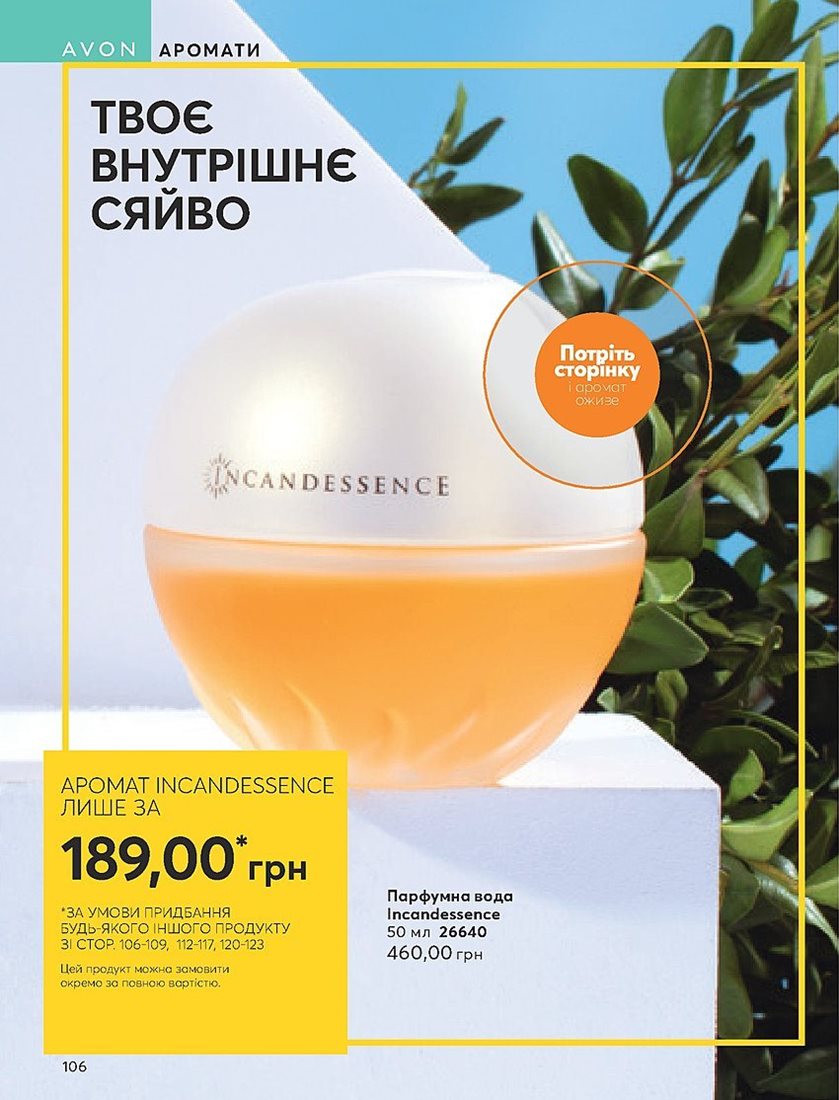 AVON АРОМАТИ
ТВОЄ
ВНУТРІШНЄ
СЯЙВО
Потріть
сторінку
і аромат
оживе
INCANDESSENCE
АРОМАТ INCANDESSENCE
ЛИШЕ ЗА
189,00* грн
*ЗА УМОВИ ПРИДБАННЯ
БУДЬ-ЯКОГО ІНШОГО ПРОДУКТУ
ЗІ СТОР. 106-109, 112-117, 120-123
Цей продукт можна замовити
окремо за повною вартістю.
Парфумна вода
Incandessence
50 мл 26640
460,00 грн
106